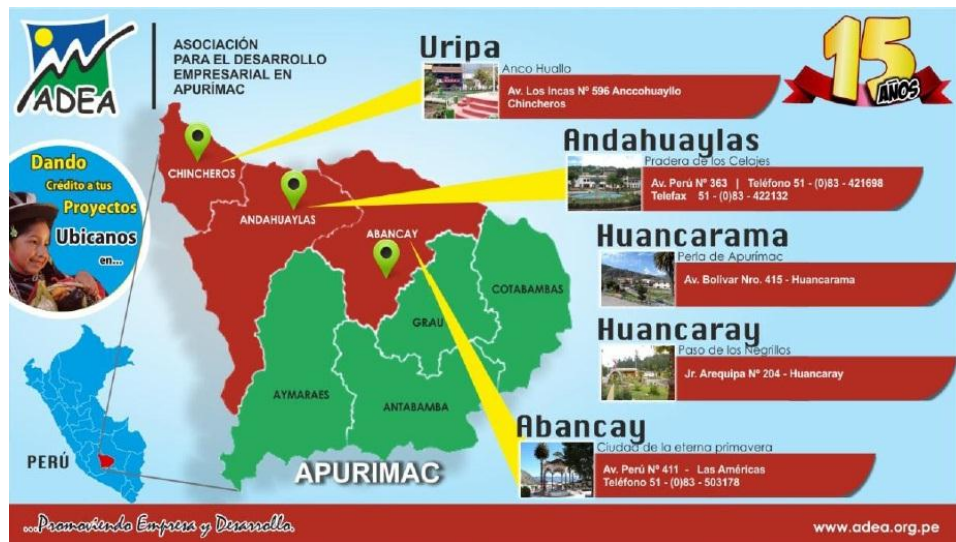 ADEA
ASOCIACIÓN
PARA EL DESARROLLO
EMPRESARIAL EN
APURÍMAC
Uripa
Anco Huallo
Av. Los Incas Nº 596 Anccohuayllo
Chincheros
15
AÑOS
Andahuaylas
Pradera de los Celajes
Av. Perú Nº 363 | Teléfono 51 - (0)83 - 421698
Telefax 51 - (0)83 - 422132
Dando
Crédito a tus
Proyectos
Ubicanos
en...
CHINCHEROS
ANDAHUAYLAS
ABANCAY
COTABAMBAS
GRAU
AYMARAES
ANTABAMBA
Huancarama
Perla de Apurímac
Av. Bolívar Nro. 415 - Huancarama
Huancaray
Paso de los Negrillos
Jr. Arequipa Nº 204 - Huancaray
Abancay
Ciudad de la eterna primavera
Av. Perú Nº 411 - Las Américas
Teléfono 51 - (0)83 - 503178
PERÚ
APURIMAC
...Promoviendo Empresa y Desarrollo.
www.adea.org.pe